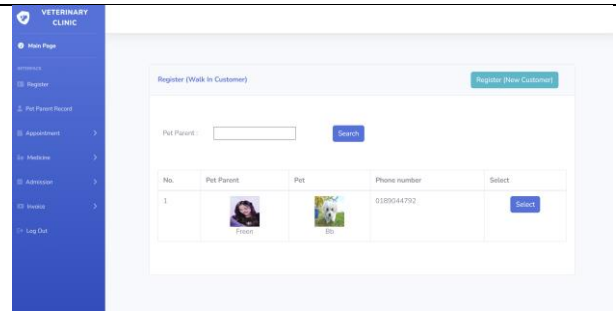 VETERINARY
CLINIC
Main Page
Register
Pet Parent Record
Appointment
Medicine
Admission
Invoice
Log Out
Register (Walk In Customer)
Register (New Customer)
Pet Parent :
Search
No. Pet Parent Pet Phone number Select
1 0189044792 Select
Freen Bb